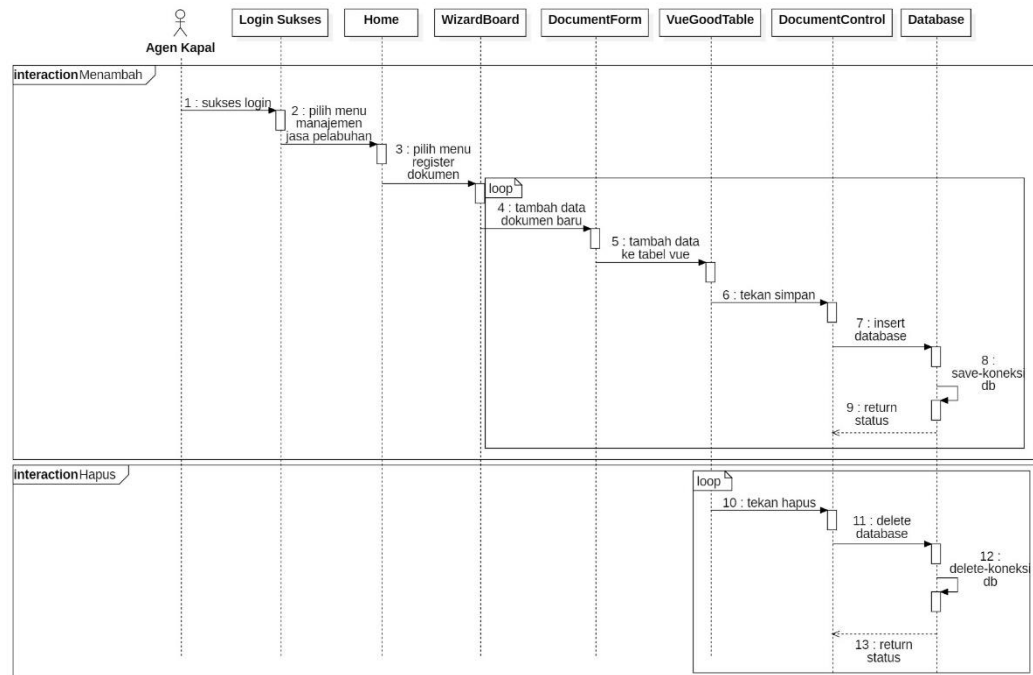 Agen Kapal
Login Sukses
Home
WizardBoard
DocumentForm
VueGoodTable
DocumentControl
Database
interaction Menambah
1 : sukses login
2 : pilih menu
manajemen
jasa pelabuhan
3 : pilih menu
register
dokumen
loop
4 : tambah data
dokumen baru
5 : tambah data
ke tabel vue
6 : tekan simpan
7 : insert
database
8 :
save-koneksi
db
9 : return
status
interaction Hapus
loop
10 : tekan hapus
11 : delete
database
12 :
delete-koneksi
db
13 : return
status